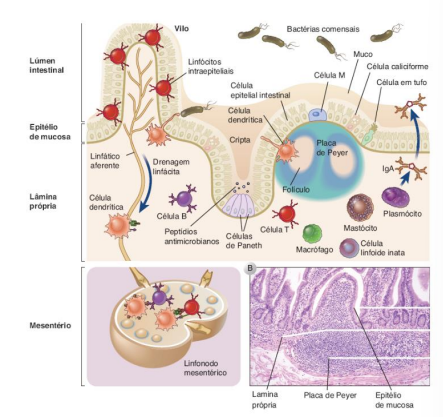 Vilo
Bactérias comensais
Lúmen
intestinal
Linfócitos
intraepiteliais
Muco
Célula caliciforme
Célula
epitelial intestinal
Célula M
Célula em tufo
Célula
dendrítica
Epitélio
de mucosa
Cripta
Placa
de Peyer
Linfático
aferente
Drenagem
linfácita
IgA
Folículo
Lâmina
própria
Célula
dendrítica
Célula B
Plasmócito
Peptídios
antimicrobianos
Células
de Paneth
Célula T
Mastócito
Macrófago
Célula
linfoide inata
Mesentério
B
Linfonodo
mesentérico
Lamina
própria
Placa de Peyer
Epitélio
de mucosa